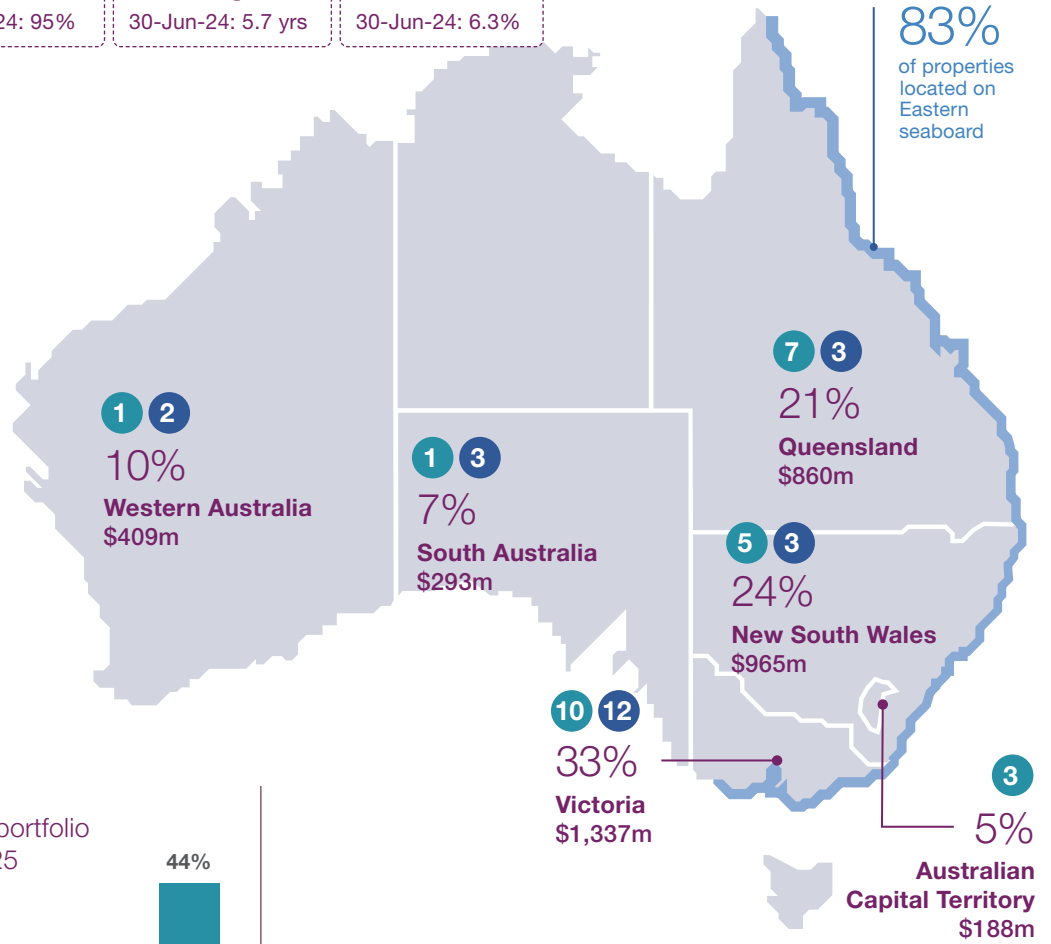 24: 95%
30-Jun-24: 5.7 yrs
30-Jun-24: 6.3%
83%
of properties
located on
Eastern
seaboard
7 3
21%
Queensland
$860m
1 2
10%
Western Australia
$409m
1 3
7%
South Australia
$293m
5 3
24%
New South Wales
$965m
10 12
33%
Victoria
$1,337m
3
5%
Australian
Capital Territory
$188m
portfolio
25
44%